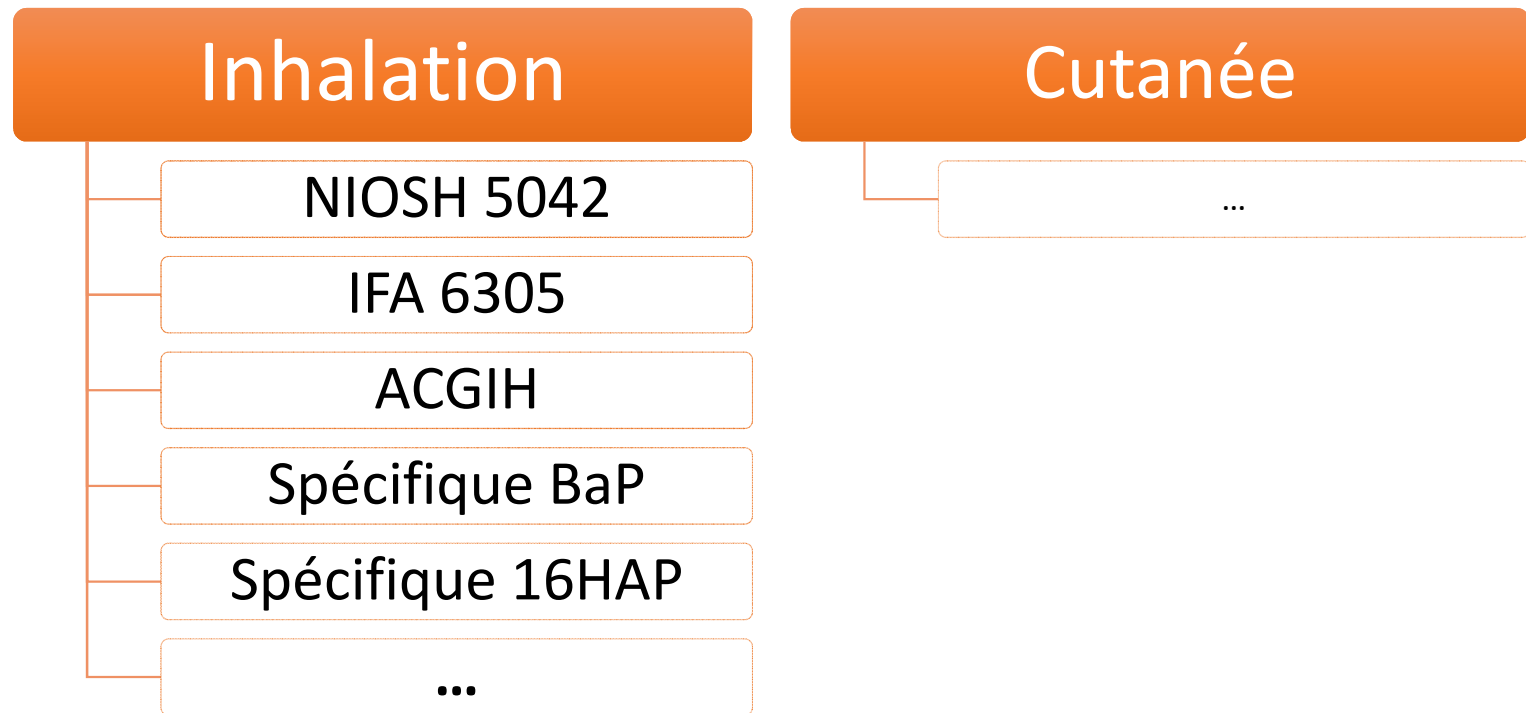 Inhalation
NIOSH 5042
IFA 6305
ACGIH
Spécifique BaP
Spécifique 16HAP
...
Cutanée
...